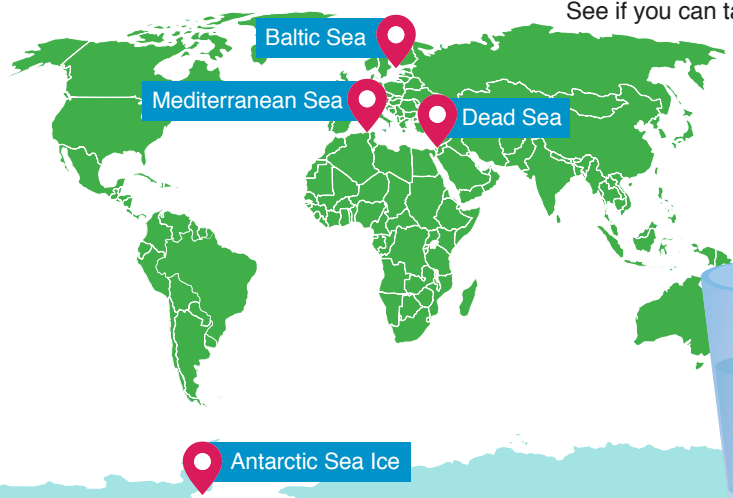 See if you can ta
Baltic Sea
Mediterranean Sea
Dead Sea
Antarctic Sea Ice